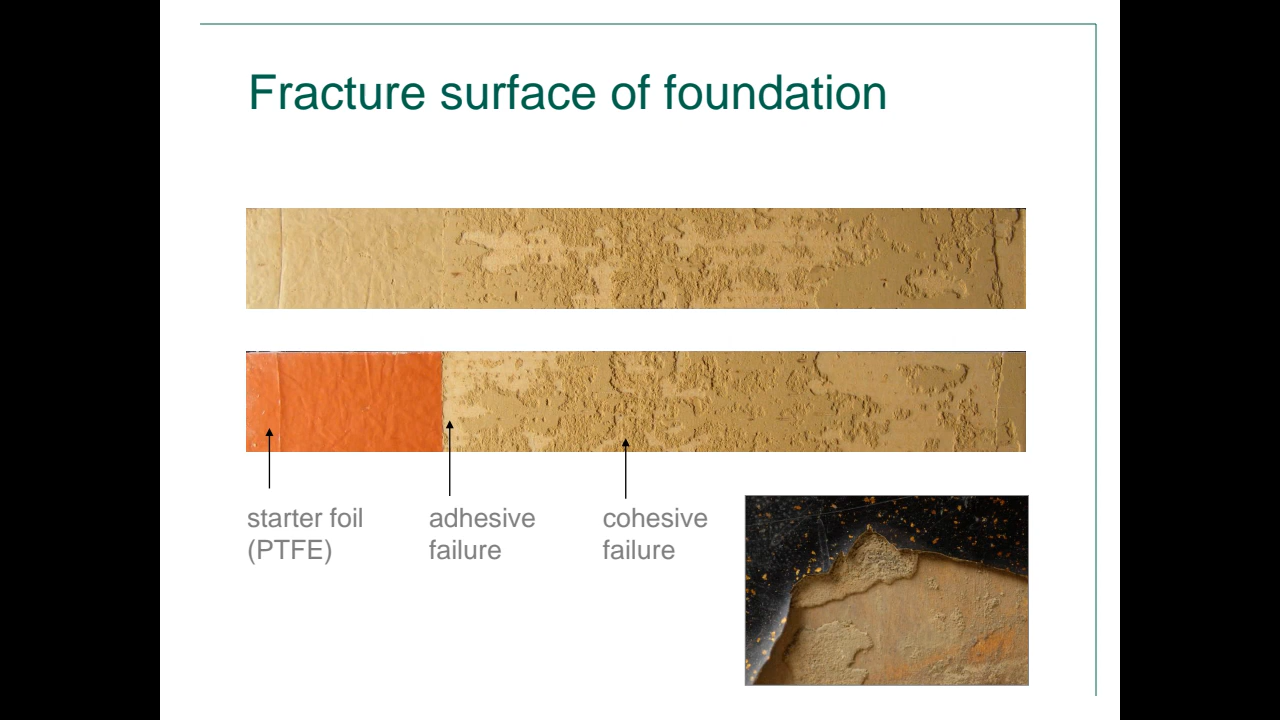 Fracture surface of foundation
starter foil
(PTFE)
adhesive
failure
cohesive
failure